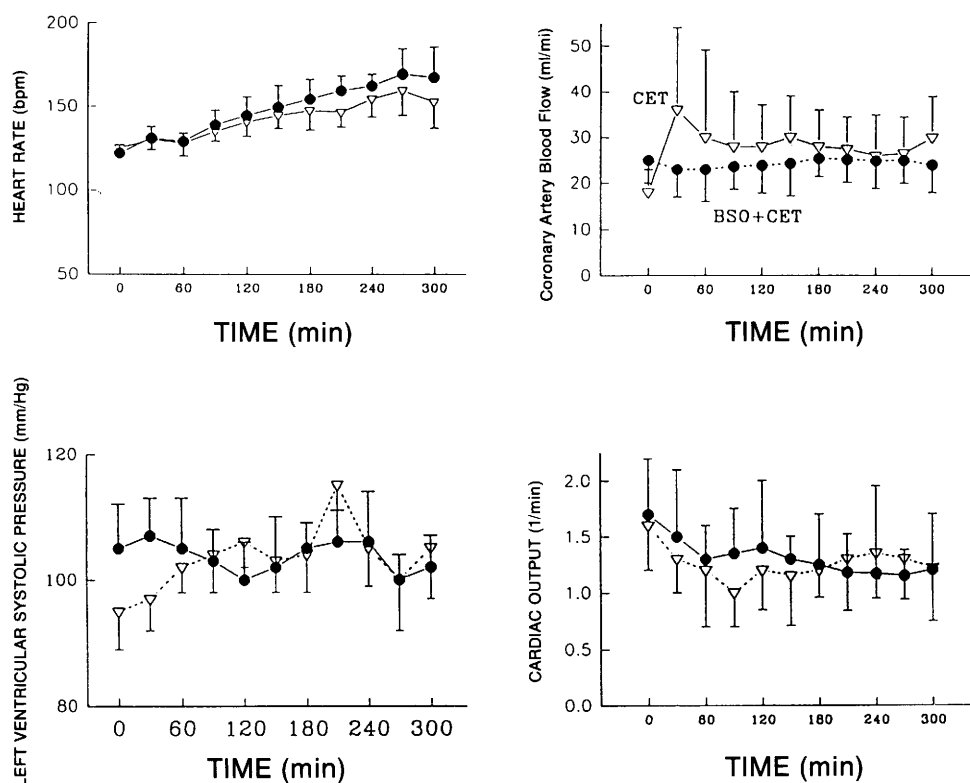 HEART RATE (bpm)
200
150
100
50
0 60 120 180 240 300
TIME (min)
Coronary Artery Blood Flow (ml/mi)
50
40
30
20
10
0
CET
BSO+CET
0 60 120 180 240 300
TIME (min)
LEFT VENTRICULAR SYSTOLIC PRESSURE (mm/Hg)
120
100
80
0 60 120 180 240 300
TIME (min)
CARDIAC OUTPUT (1/min)
2.0
1.5
1.0
0.5
0.0
0 60 120 180 240 300
TIME (min)